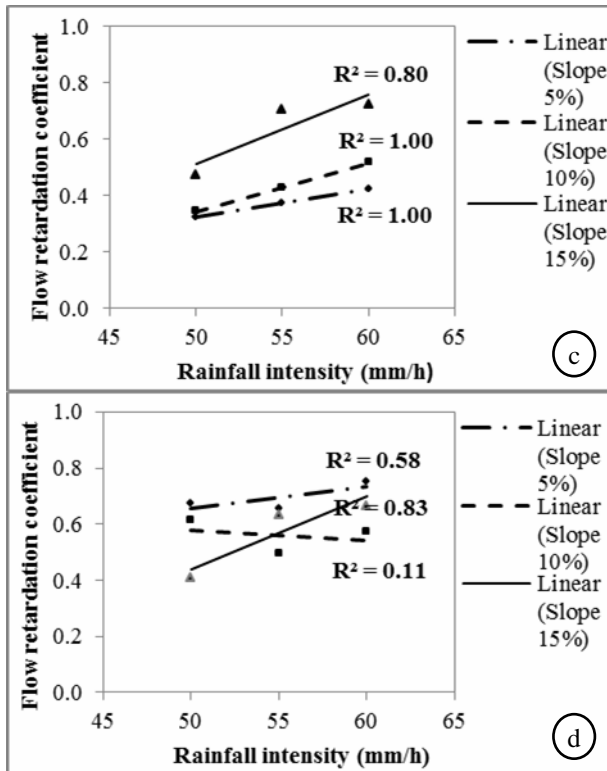 Flow retardation coefficient
1.0
0.8
0.6
0.4
0.2
0.0
R² = 0.80
R² = 1.00
R² = 1.00
45
50
55
60
65
Rainfall intensity (mm/h)
Linear
(Slope
5%)
Linear
(Slope
10%)
Linear
(Slope
15%)
c
Flow retardation coefficient
1.0
0.8
0.6
0.4
0.2
0.0
R² = 0.58
R² = 0.83
R² = 0.11
45
50
55
60
65
Rainfall intensity (mm/h)
Linear
(Slope
5%)
Linear
(Slope
10%)
Linear
(Slope
15%)
d